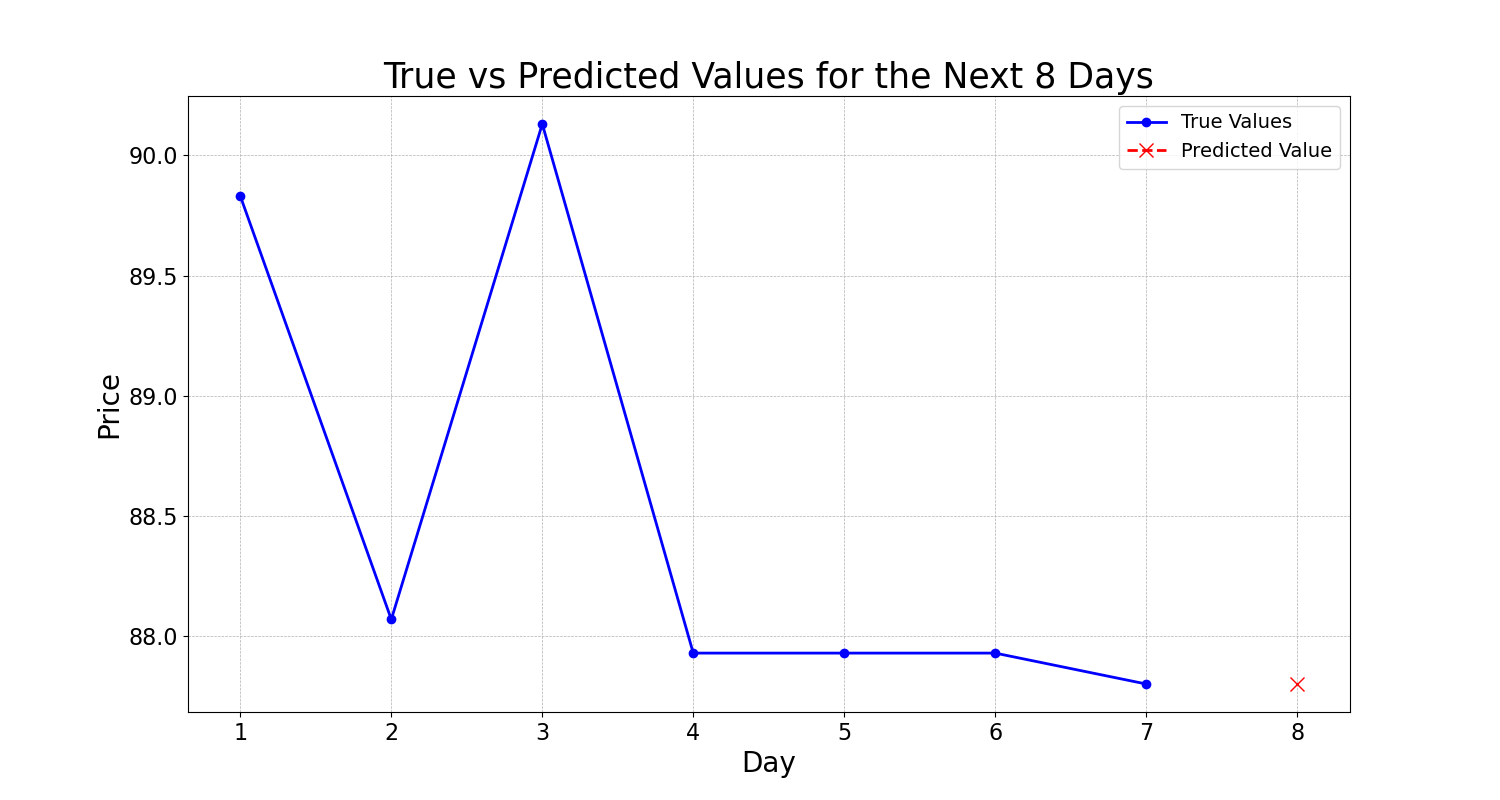 True vs Predicted Values for the Next 8 Days
True Values
Predicted Value
90.0
89.5
89.0
88.5
88.0
Price
1 2 3 4 5 6 7 8
Day